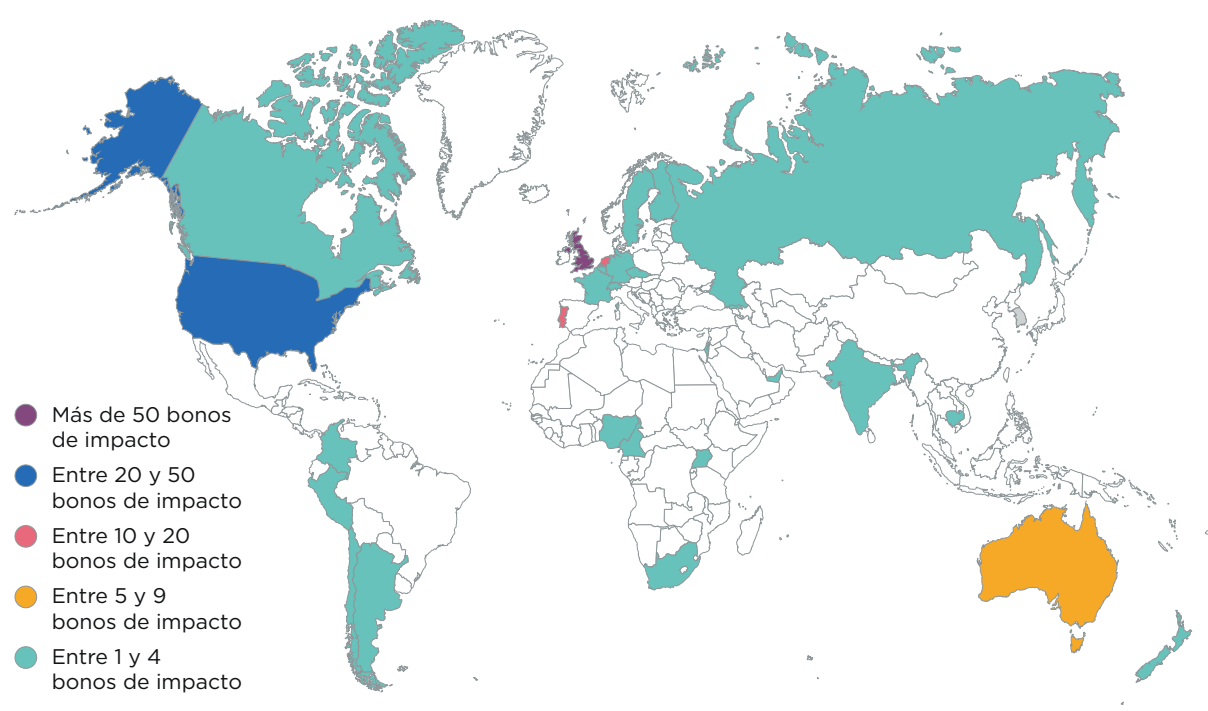 Más de 50 bonos
de impacto
Entre 20 y 50
bonos de impacto
Entre 10 y 20
bonos de impacto
Entre 5 y 9
bonos de impacto
Entre 1 y 4
bonos de impacto